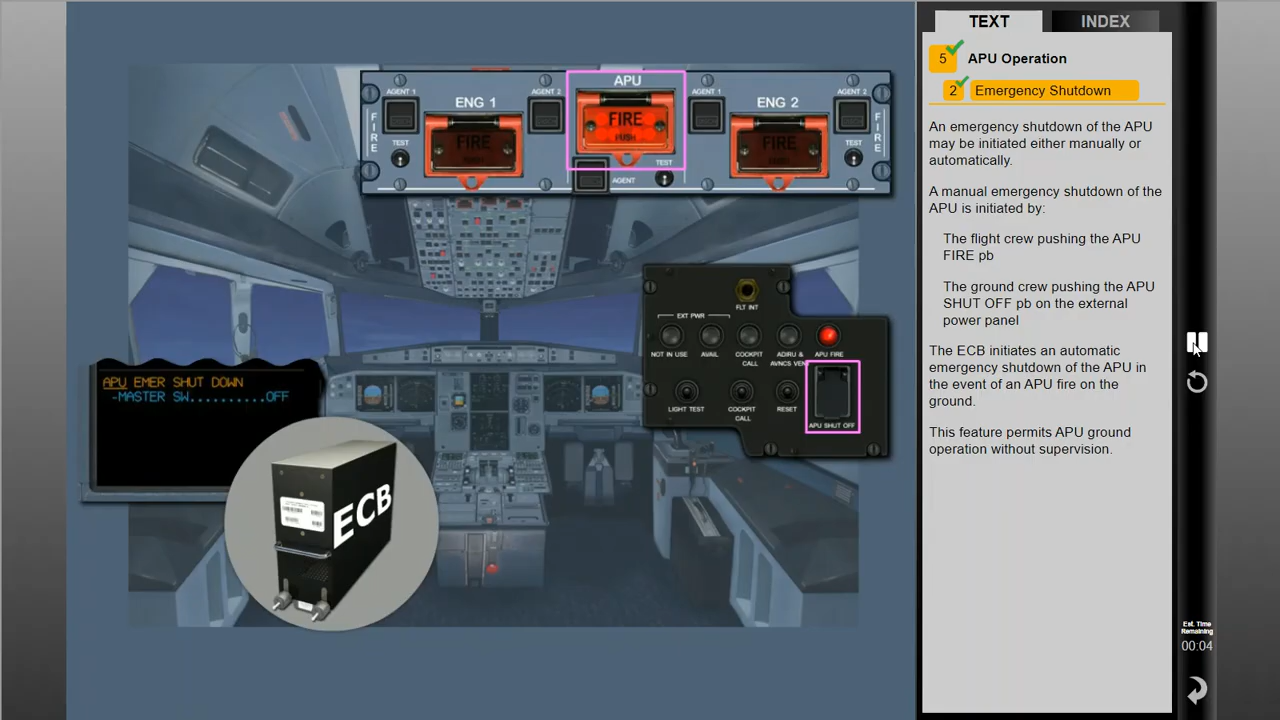 TEXT
INDEX
5
APU Operation
2
Emergency Shutdown
An emergency shutdown of the APU
may be initiated either manually or
automatically.
A manual emergency shutdown of the
APU is initiated by:
The flight crew pushing the APU
FIRE pb
The ground crew pushing the APU
SHUT OFF pb on the external
power panel
The ECB initiates an automatic
emergency shutdown of the APU in
the event of an APU fire on the
ground.
This feature permits APU ground
operation without supervision.
Est. Time
Remaining
00:04
APU
AGENT 1
ENG 1
AGENT 2
AGENT 1
ENG 2
AGENT 2
FIRE
TEST
FIRE
PUSH
FIRE
PUSH
TEST
AGENT
FIRE
PUSH
TEST
FIRE
FLT INT
EXT PWR
NOT IN USE
AVAIL
COCKPIT
CALL
ADIRU &
AVNCS VENT
APU FIRE
LIGHT TEST
COCKPIT
CALL
RESET
APU SHUT OFF
APU EMER SHUT DOWN
-MASTER SW..........OFF
ECB